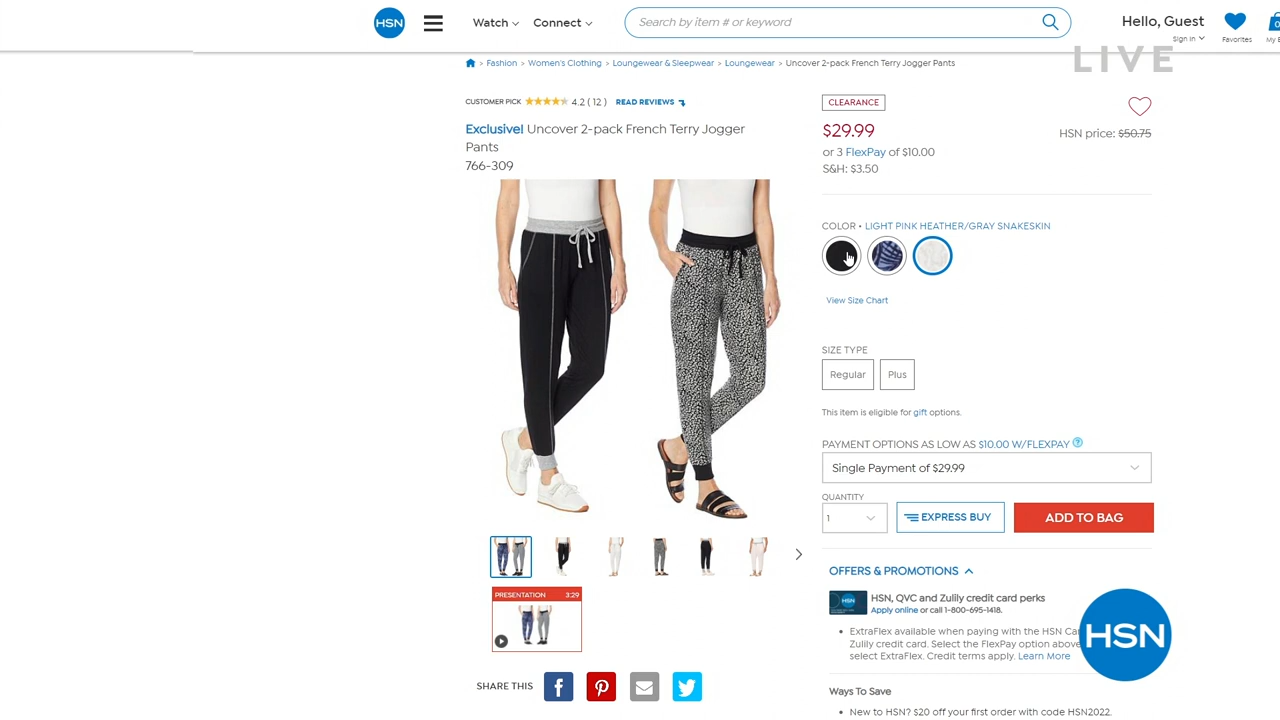 HSN
Watch
Connect
Search by item # or keyword
Hello, Guest
Sign In
Favorites
0
LIVE
> Fashion > Women's Clothing > Loungewear & Sleepwear > Loungewear > Uncover 2-pack French Terry Jogger Pants
CUSTOMER PICK 4.2 ( 12 ) READ REVIEWS
Exclusive! Uncover 2-pack French Terry Jogger
Pants
766-309
CLEARANCE
$29.99
HSN price: $50.75
or 3 FlexPay of $10.00
S&H: $3.50
COLOR • LIGHT PINK HEATHER/GRAY SNAKESKIN
View Size Chart
SIZE TYPE
Regular
Plus
This item is eligible for gift options.
PAYMENT OPTIONS AS LOW AS $10.00 W/FLEXPAY ?
Single Payment of $29.99
QUANTITY
1
EXPRESS BUY
ADD TO BAG
OFFERS & PROMOTIONS
HSN
HSN, QVC and Zulily credit card perks
Apply online or call 1-800-695-1418.
• ExtraFlex available when paying with the HSN
Zulily credit card. Select the FlexPay option above
select ExtraFlex. Credit terms apply. Learn More
HSN
Ways To Save
• New to HSN? $20 off your first order with code HSN2022.
PRESENTATION 3:29
SHARE THIS